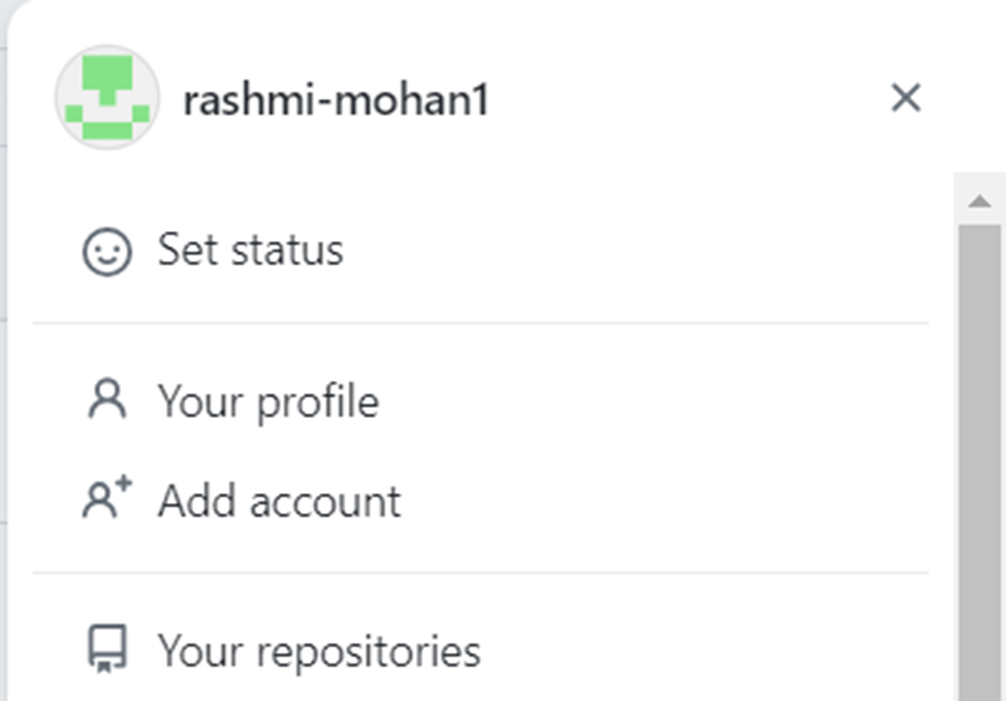 rashmi-mohan1
Set status
Your profile
Add account
Your repositories